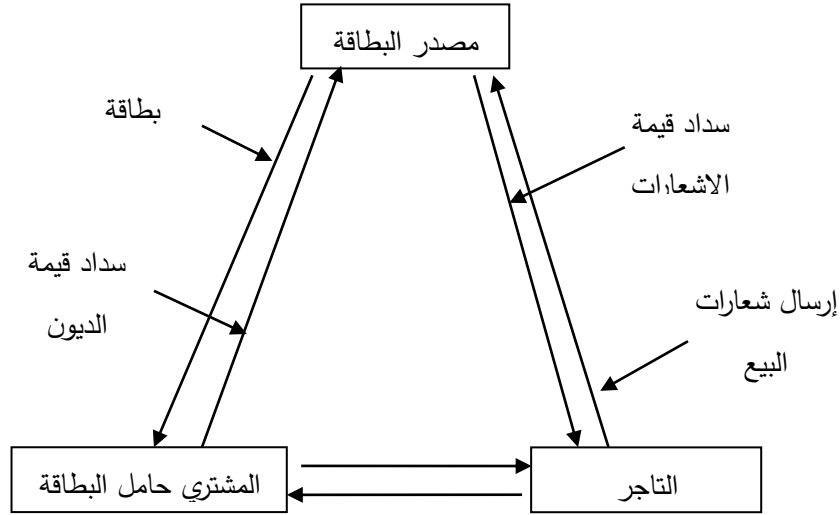 مصدر البطاقة
بطاقة
سداد قيمة
الاشعارات
سداد قيمة
الديون
إرسال شعارات
البيع
المشتري حامل البطاقة
التاجر